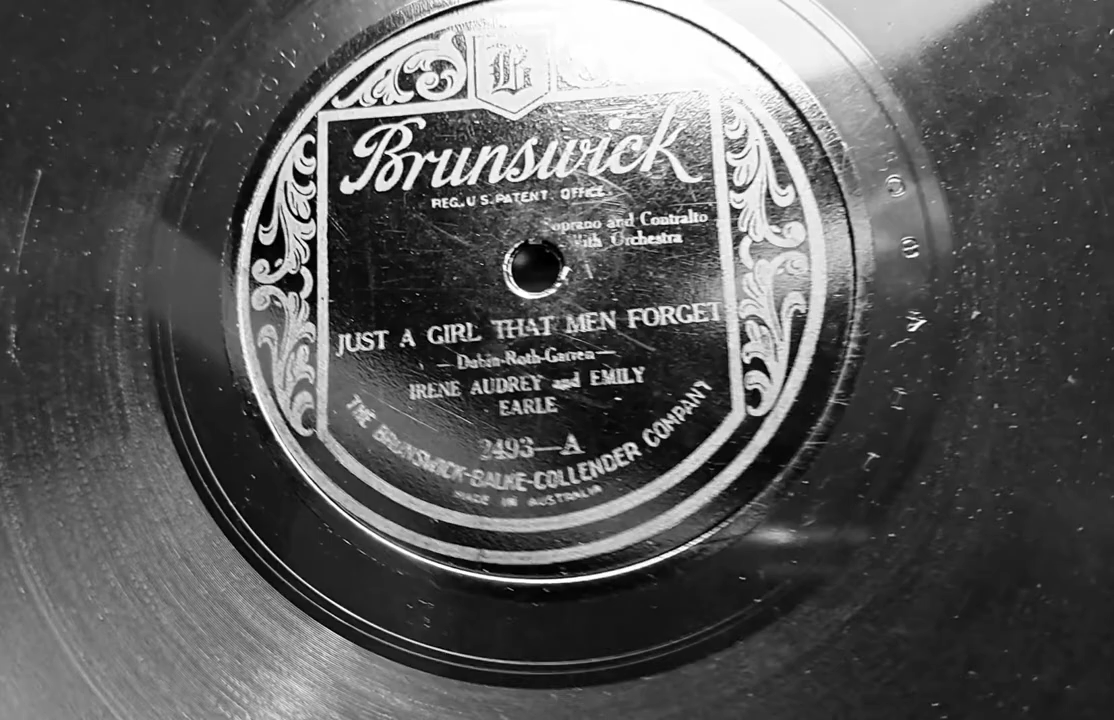 B
Brunswick
REG. U.S. PATENT OFFICE
Soprano and Contralto
With Orchestra
JUST A GIRL THAT MEN FORGET
—Dubin-Roth-Garren—
IRENE AUDREY and EMILY
EARLE
2493—A
THE BRUNSWICK-BALKE-COLLENDER COMPANY
MADE IN AUSTRALIA